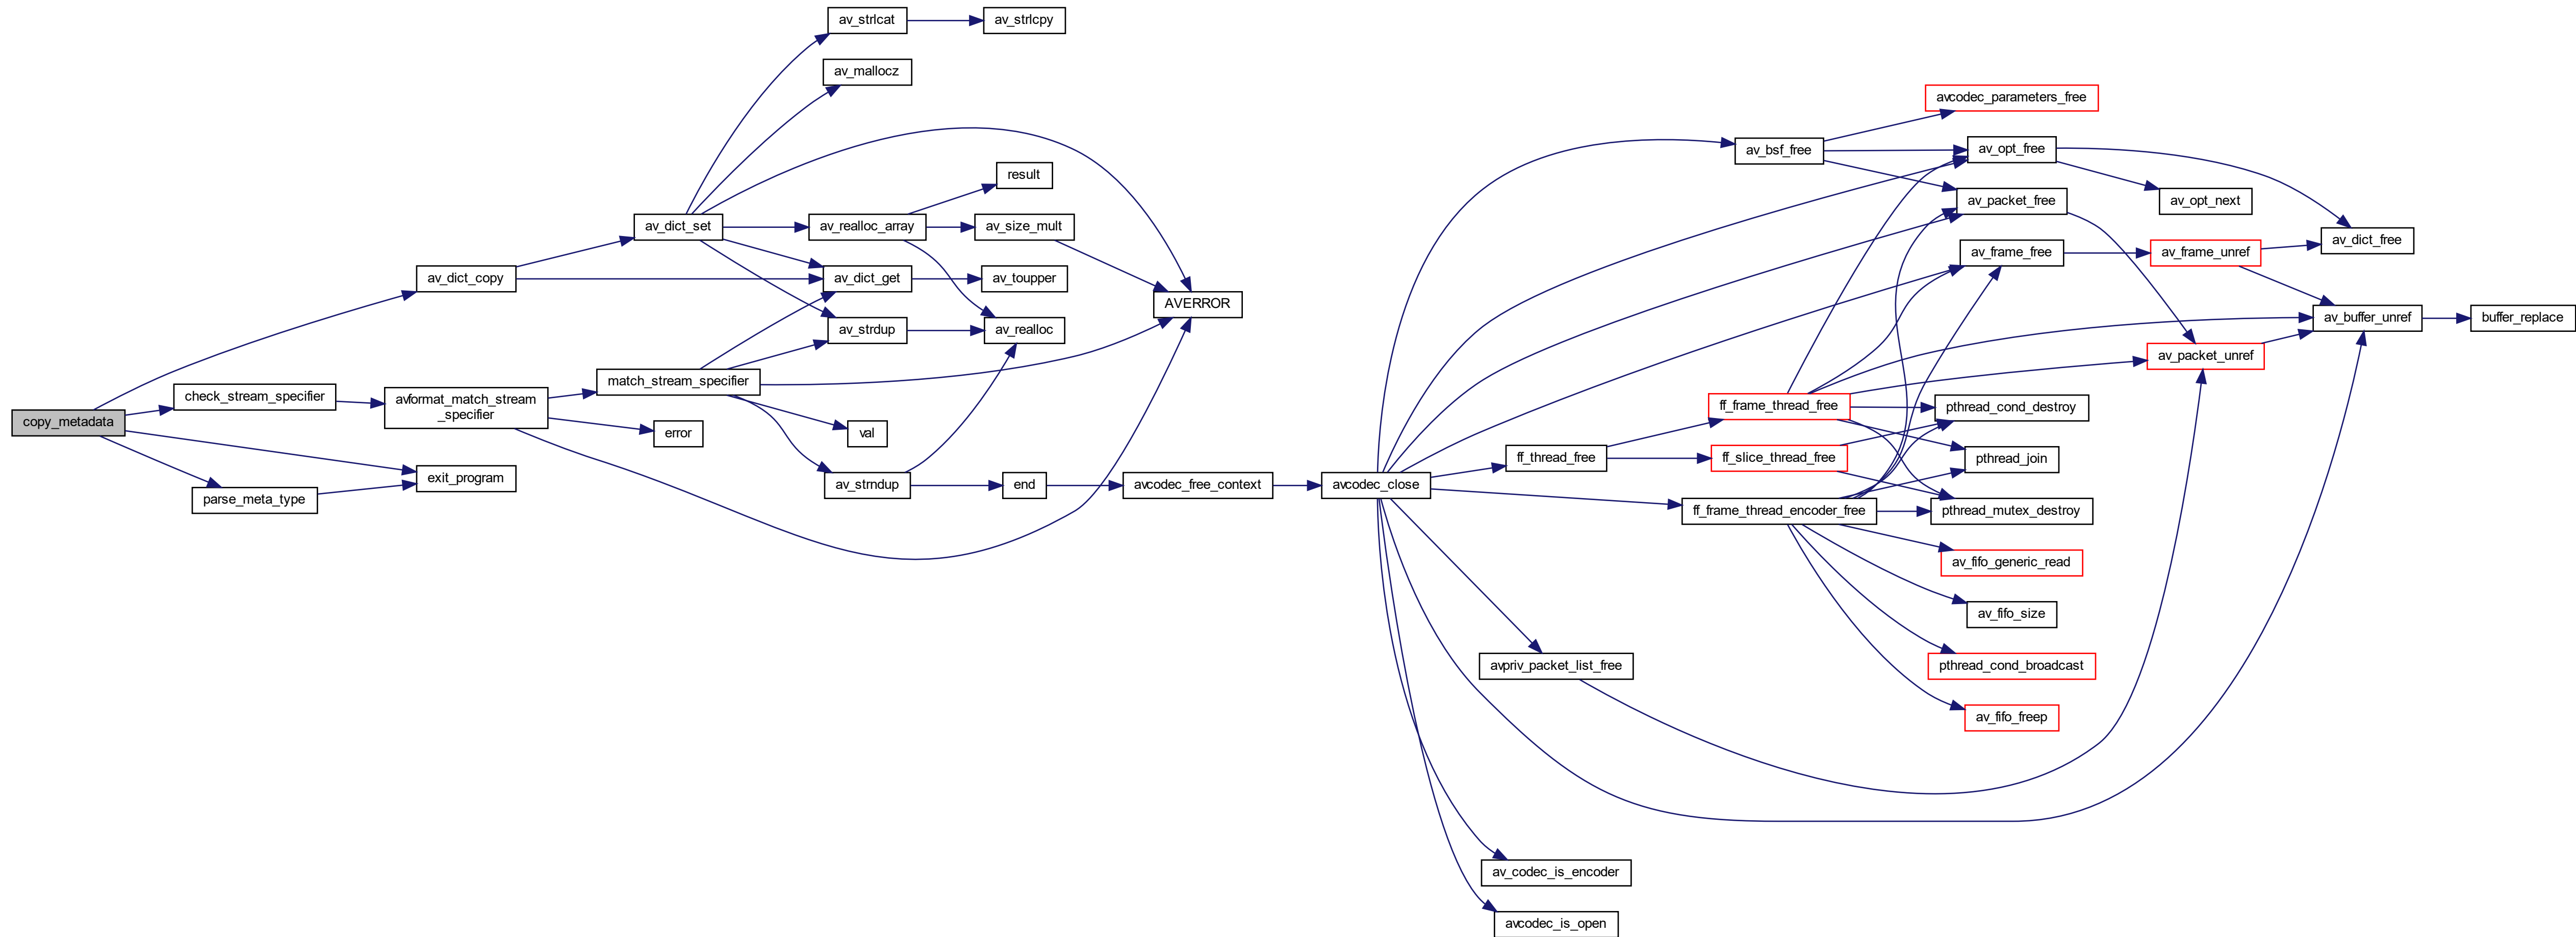 av_strlcat
av_strlcpy
av_mallocz
avcodec_parameters_free
av_bsf_free
av_opt_free
result
av_packet_free
av_opt_next
av_dict_set
av_realloc_array
av_size_mult
av_dict_free
av_frame_free
av_frame_unref
av_dict_copy
av_dict_get
av_toupper
AVERROR
av_buffer_unref
buffer_replace
av_strdup
av_realloc
av_packet_unref
match_stream_specifier
check_stream_specifier
avformat_match_stream
_specifier
ff_frame_thread_free
pthread_cond_destroy
copy_metadata
error
val
ff_thread_free
ff_slice_thread_free
pthread_join
exit_program
parse_meta_type
av_strndup
end
avcodec_free_context
avcodec_close
ff_frame_thread_encoder_free
pthread_mutex_destroy
av_fifo_generic_read
av_fifo_size
avpriv_packet_list_free
pthread_cond_broadcast
av_fifo_freep
av_codec_is_encoder
avcodec_is_open